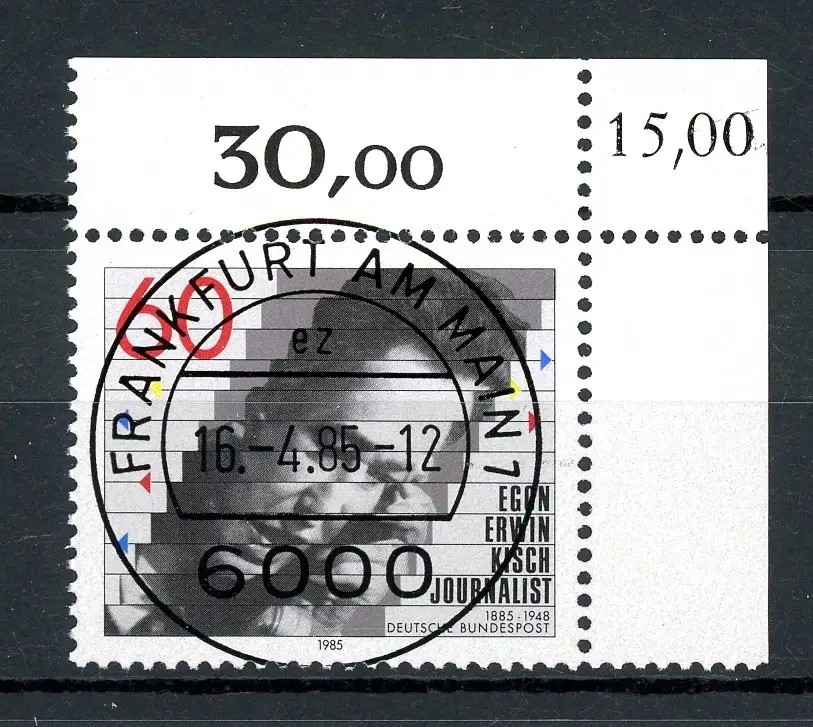 30,00
15,00
60
FRANKFURT AM MAIN 1
ez
16.-4.85-12
6000
EGON
ERWIN
KISCH
JOURNALIST
1885 · 1948
DEUTSCHE BUNDESPOST
1985